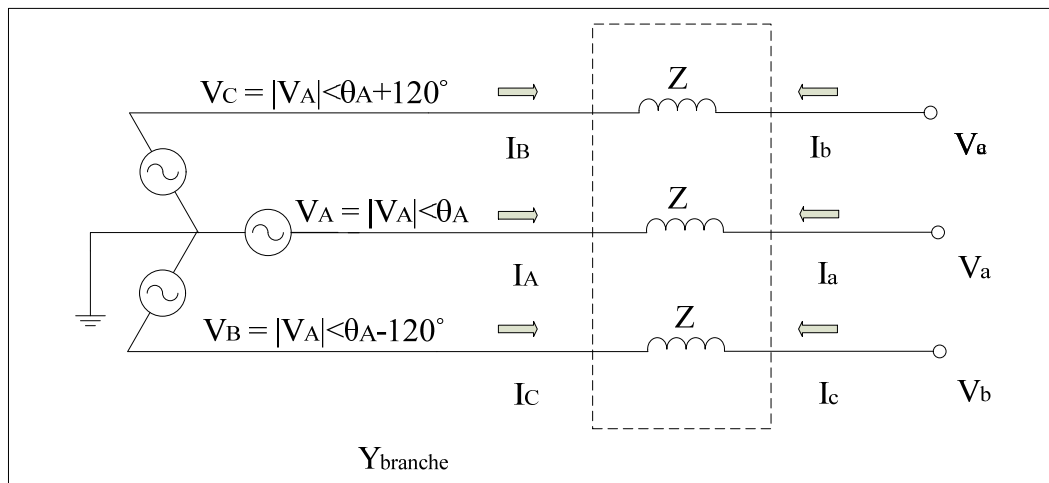 VC = |VA|<θA+120°
Z
IB
Ib
VA = |VA|<θA
Z
IA
Ia
Va
VB = |VA|<θA-120°
Z
IC
Ic
Vb
Ybranche